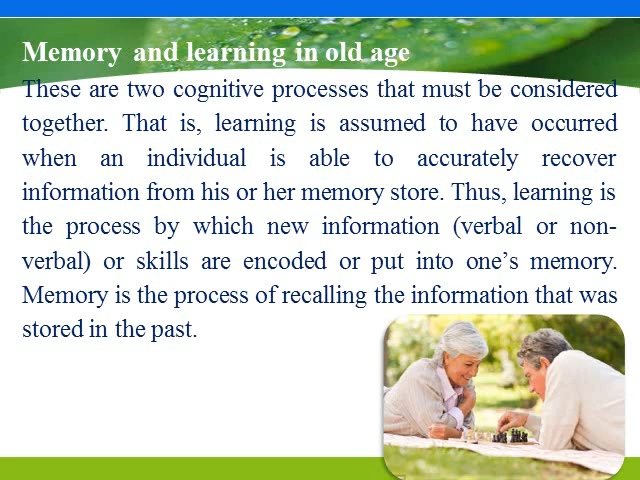 Memory and learning in old age
These are two cognitive processes that must be considered
together. That is, learning is assumed to have occurred
when an individual is able to accurately recover
information from his or her memory store. Thus, learning is
the process by which new information (verbal or non-
verbal) or skills are encoded or put into one’s memory.
Memory is the process of recalling the information that was
stored in the past.